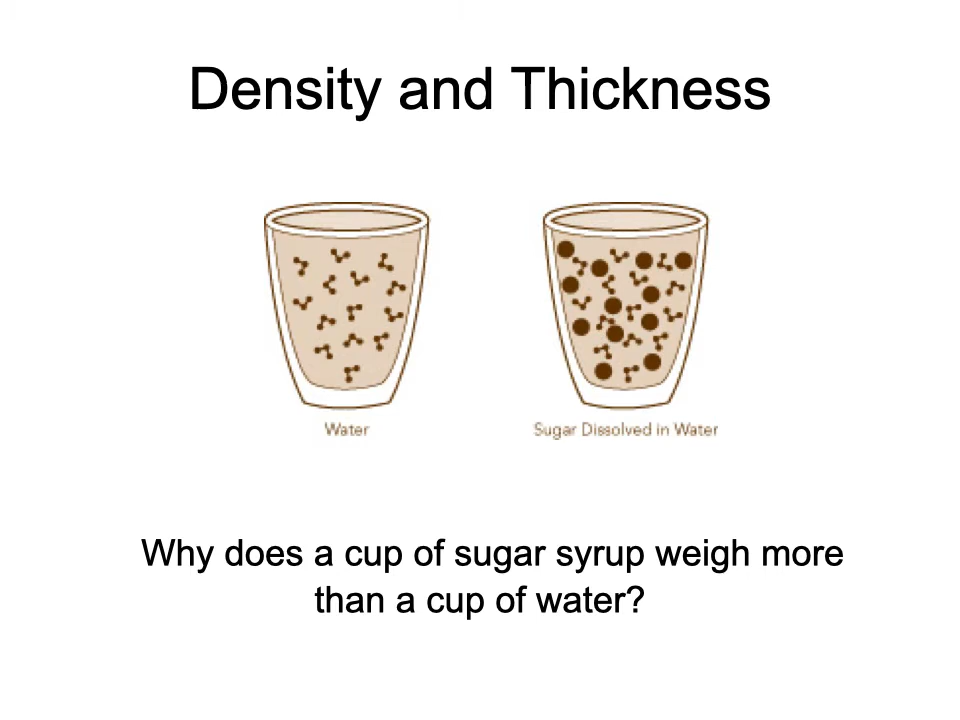 Density and Thickness
Water
Sugar Dissolved in Water
Why does a cup of sugar syrup weigh more
than a cup of water?